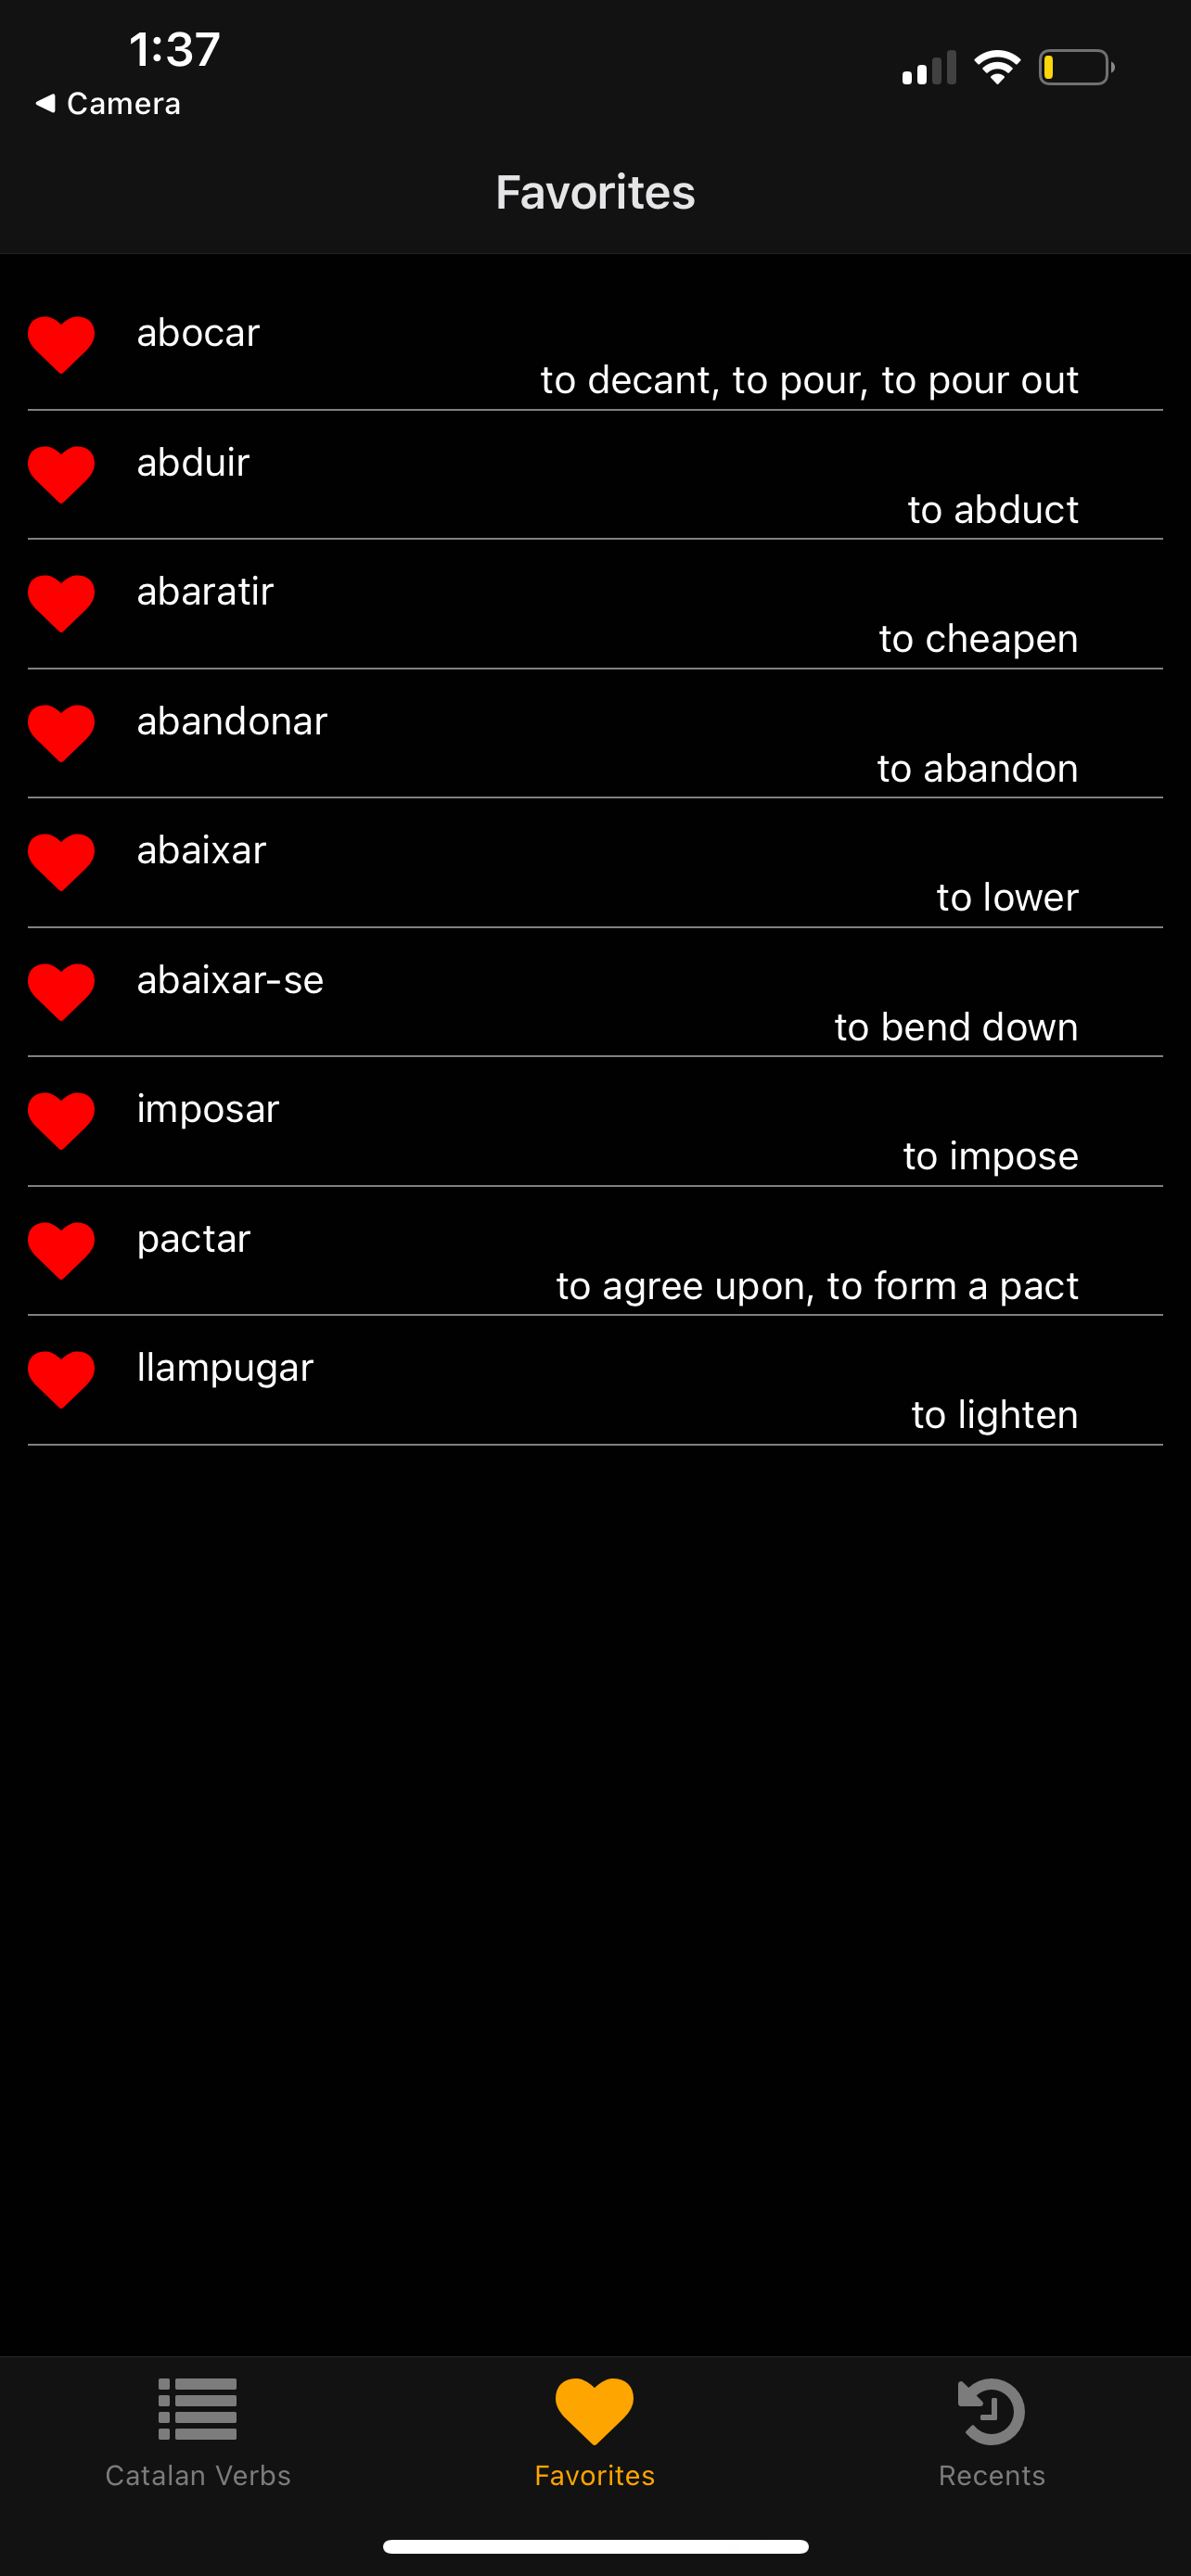 1:37
Camera
Favorites
abocar
to decant, to pour, to pour out
abduir
to abduct
abaratir
to cheapen
abandonar
to abandon
abaixar
to lower
abaixar-se
to bend down
imposar
to impose
pactar
to agree upon, to form a pact
llampugar
to lighten
Catalan Verbs
Favorites
Recents